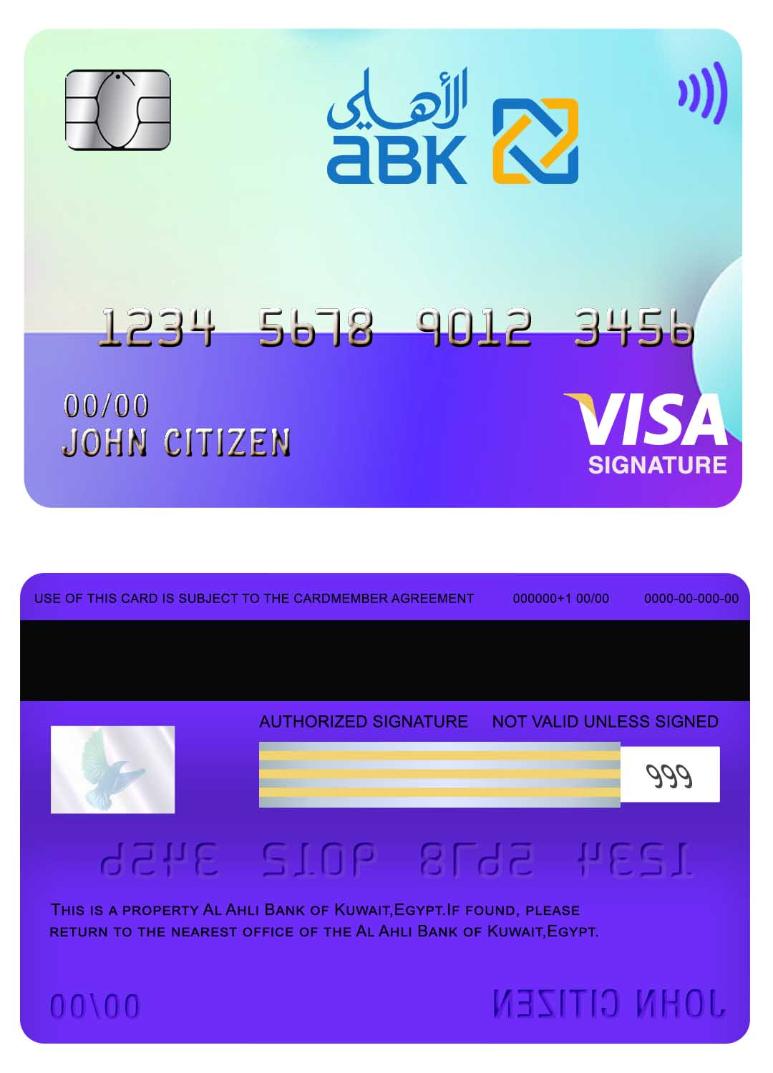 الأهلي
aBK
1234 5678 9012 3456
00/00
JOHN CITIZEN
VISA
SIGNATURE
USE OF THIS CARD IS SUBJECT TO THE CARDMEMBER AGREEMENT 000000+1 00/00 0000-00-000-00
AUTHORIZED SIGNATURE NOT VALID UNLESS SIGNED
999
1234 5678 9012 3456
THIS IS A PROPERTY AL AHLI BANK OF KUWAIT,EGYPT.IF FOUND, PLEASE
RETURN TO THE NEAREST OFFICE OF THE AL AHLI BANK OF KUWAIT,EGYPT.
00/00 JOHN CITIZEN